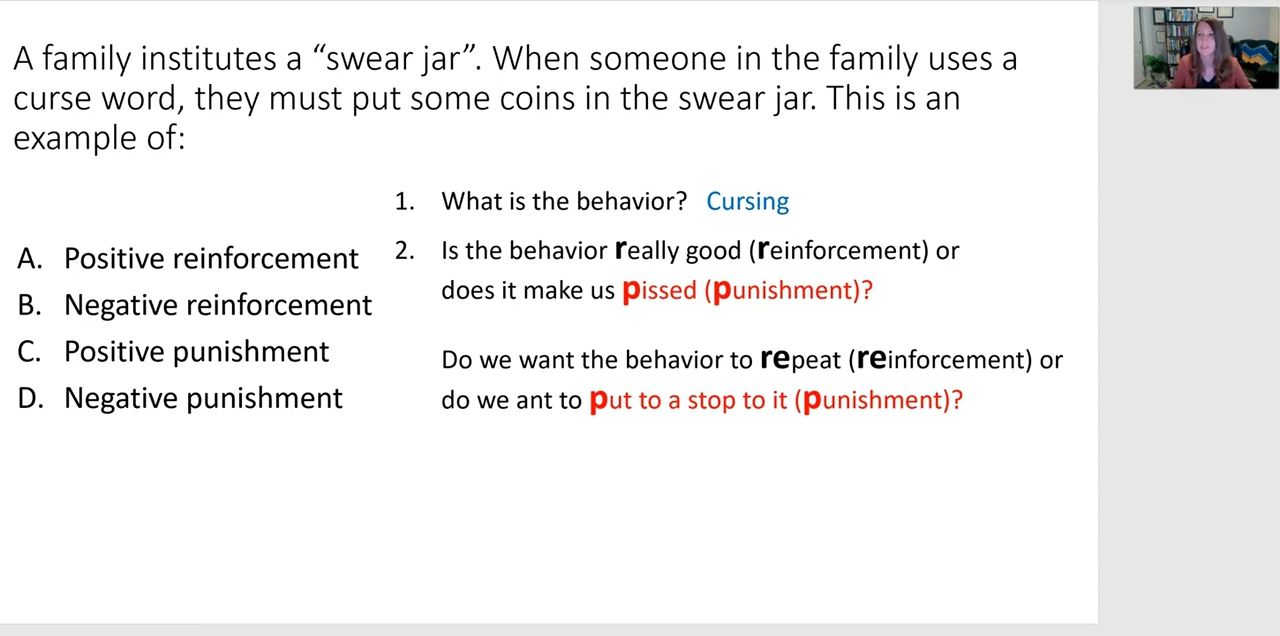 A family institutes a “swear jar”. When someone in the family uses a
curse word, they must put some coins in the swear jar. This is an
example of:
A. Positive reinforcement
B. Negative reinforcement
C. Positive punishment
D. Negative punishment
1. What is the behavior? Cursing
2. Is the behavior really good (reinforcement) or
does it make us pissed (punishment)?
Do we want the behavior to repeat (reinforcement) or
do we ant to put to a stop to it (punishment)?